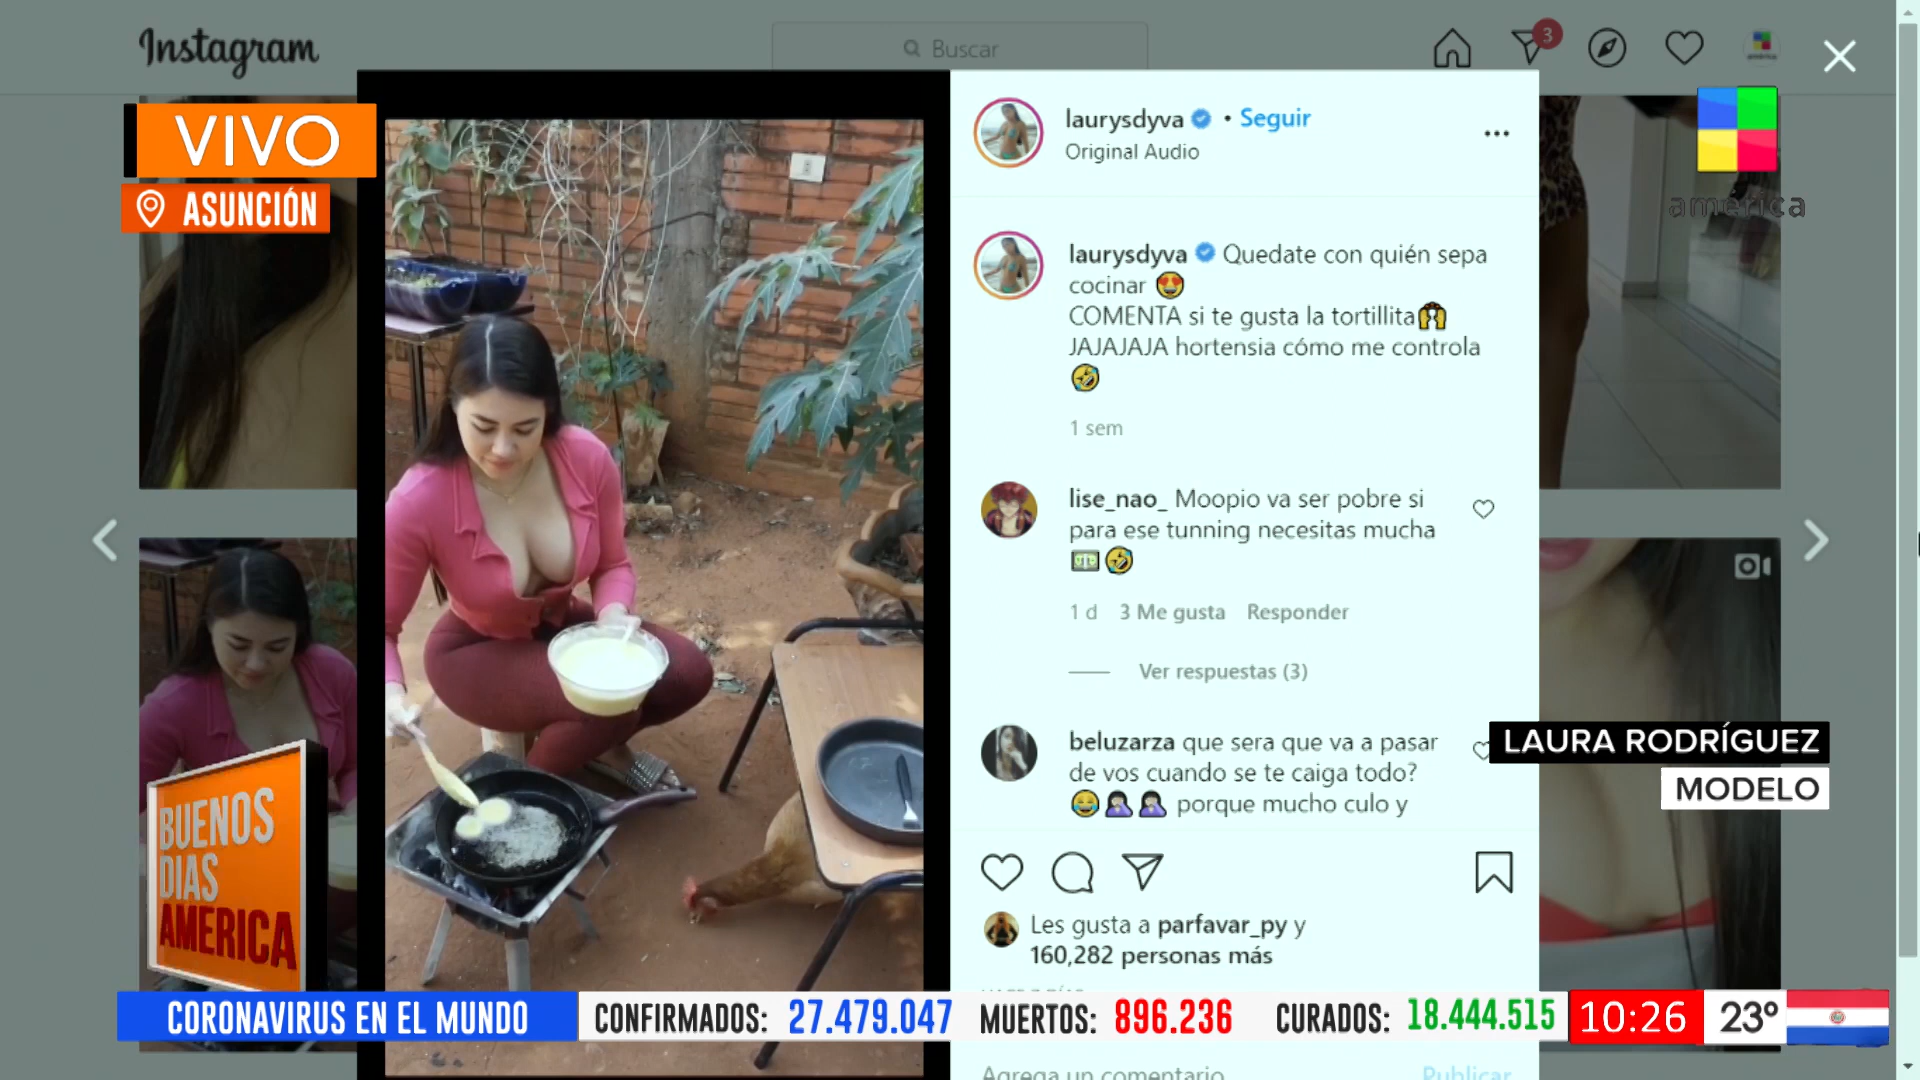 Instagram
Buscar
3
VIVO
ASUNCIÓN
laurysdyva • Seguir
Original Audio
america
laurysdyva Quedate con quién sepa
cocinar 😍
COMENTA si te gusta la tortillita🙌
JAJAJAJA hortensia cómo me controla
🤣
1 sem
lise_nao_ Moopio va ser pobre si
para ese tunning necesitas mucha
💵🤣
1 d 3 Me gusta Responder
Ver respuestas (3)
beluzarza que sera que va a pasar
de vos cuando se te caiga todo?
😂🤦🏻‍♀️🤦🏻‍♀️ porque mucho culo y
LAURA RODRÍGUEZ
MODELO
BUENOS
DIAS
AMERICA
Les gusta a parfavar_py y
160,282 personas más
CORONAVIRUS EN EL MUNDO CONFIRMADOS: 27.479.047 MUERTOS: 896.236 CURADOS: 18.444.515 10:26 23º
Agrega un comentario
Publicar